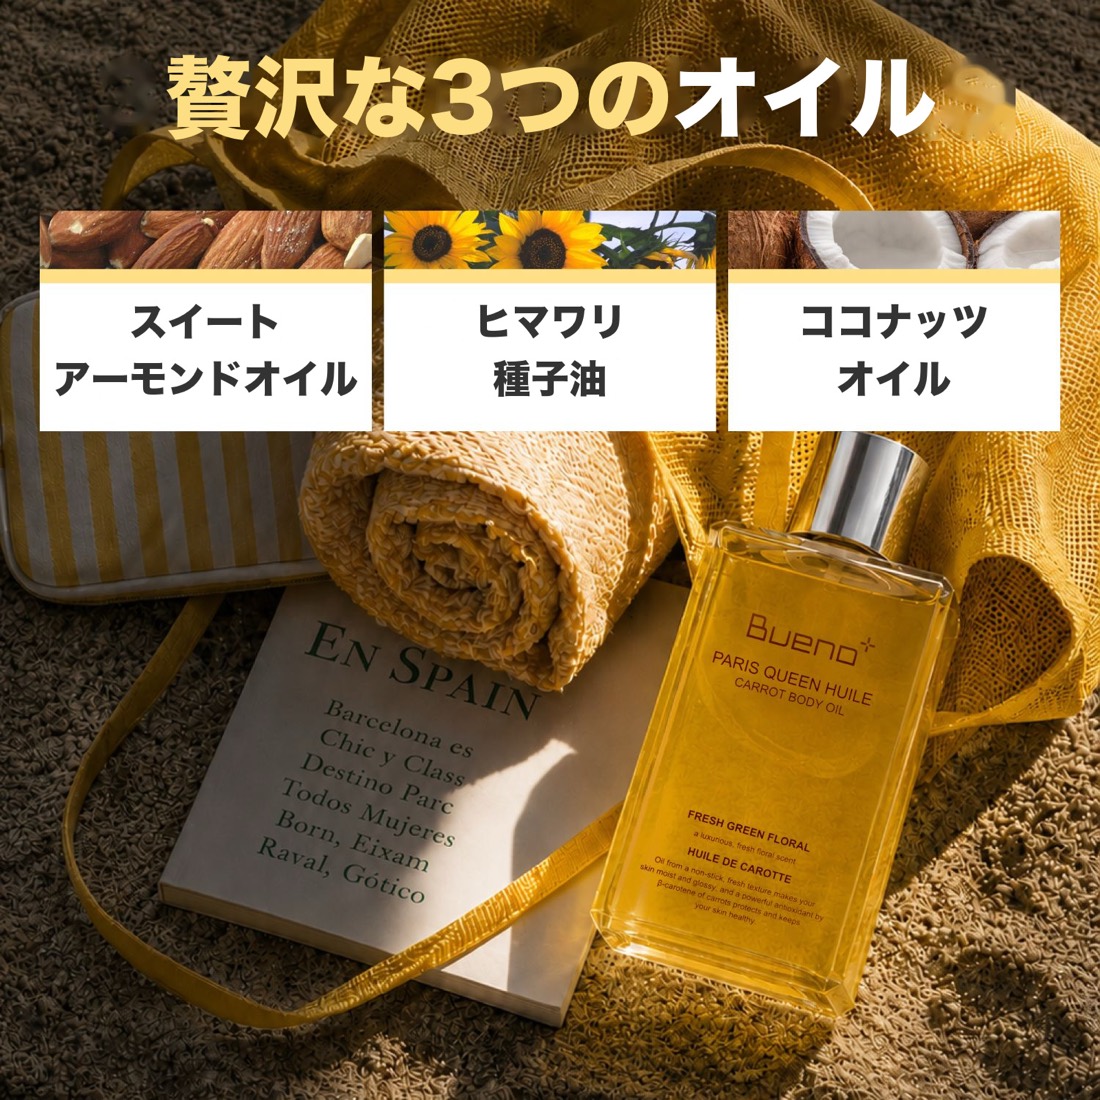 贅沢な3つのオイル
スイート
アーモンドオイル
ヒマワリ
種子油
ココナッツ
オイル
EN SPAIN
Barcelona es
Chic y Class
Destino Parc
Todos Mujeres
Born, Eixam
Raval, Gótico
Bueno
PARIS QUEEN HUILE
CARROT BODY OIL
FRESH GREEN FLORAL
a luxurious, fresh floral scent
HUILE DE CAROTTE
Oil from a non-stick, fresh texture makes your
skin moist and glossy, and a powerful antioxidant by
β-carotene of carrots protects and keeps
your skin healthy